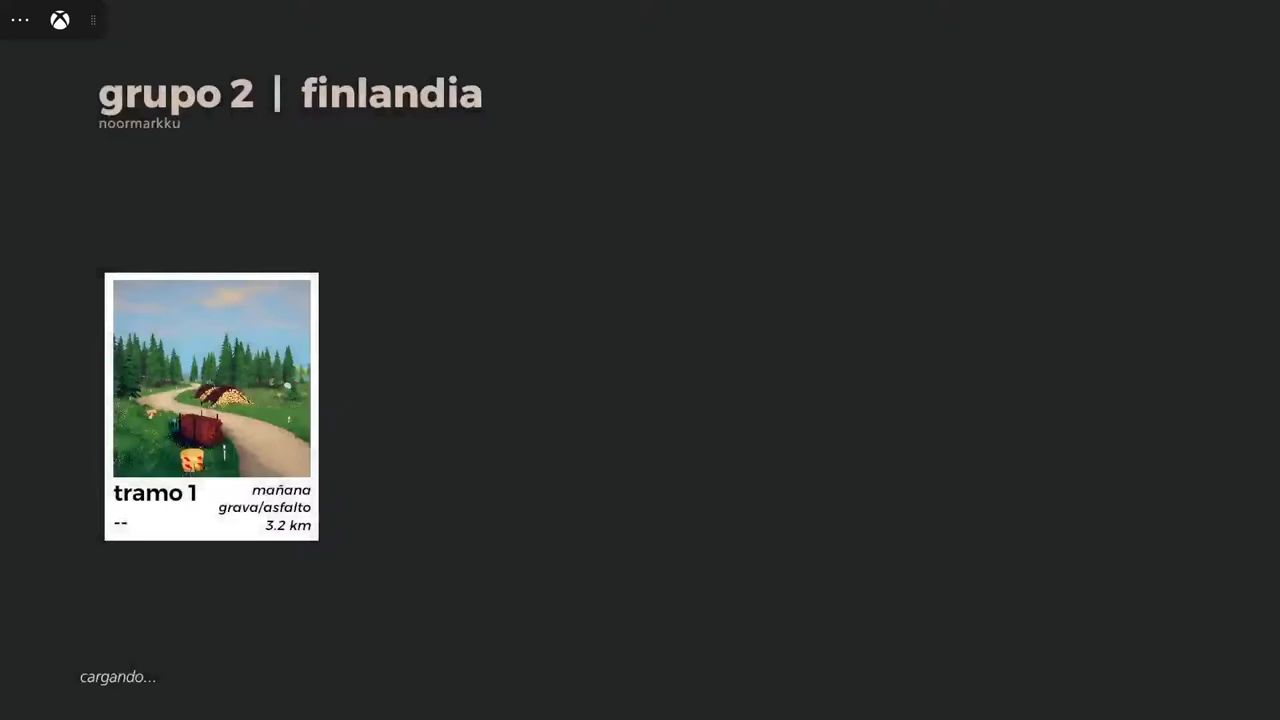 grupo 2 | finlandia
noormarkku
tramo 1
mañana
grava/asfalto
--
3.2 km
cargando...